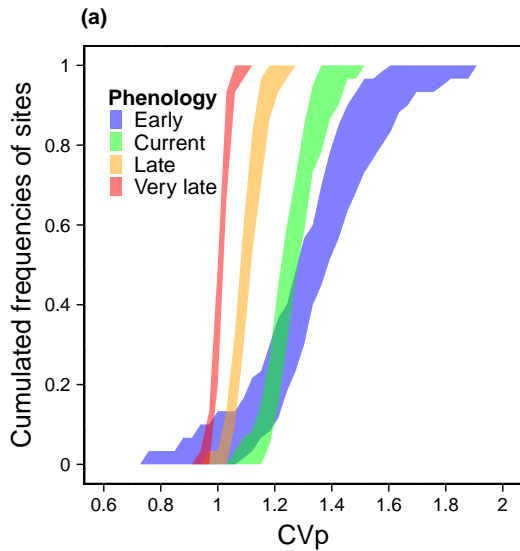 (a)
Cumulated frequencies of sites
1
0.8
0.6
0.4
0.2
0
Phenology
Early
Current
Late
Very late
0.6
0.8
1
1.2
1.4
1.6
1.8
2
CVp